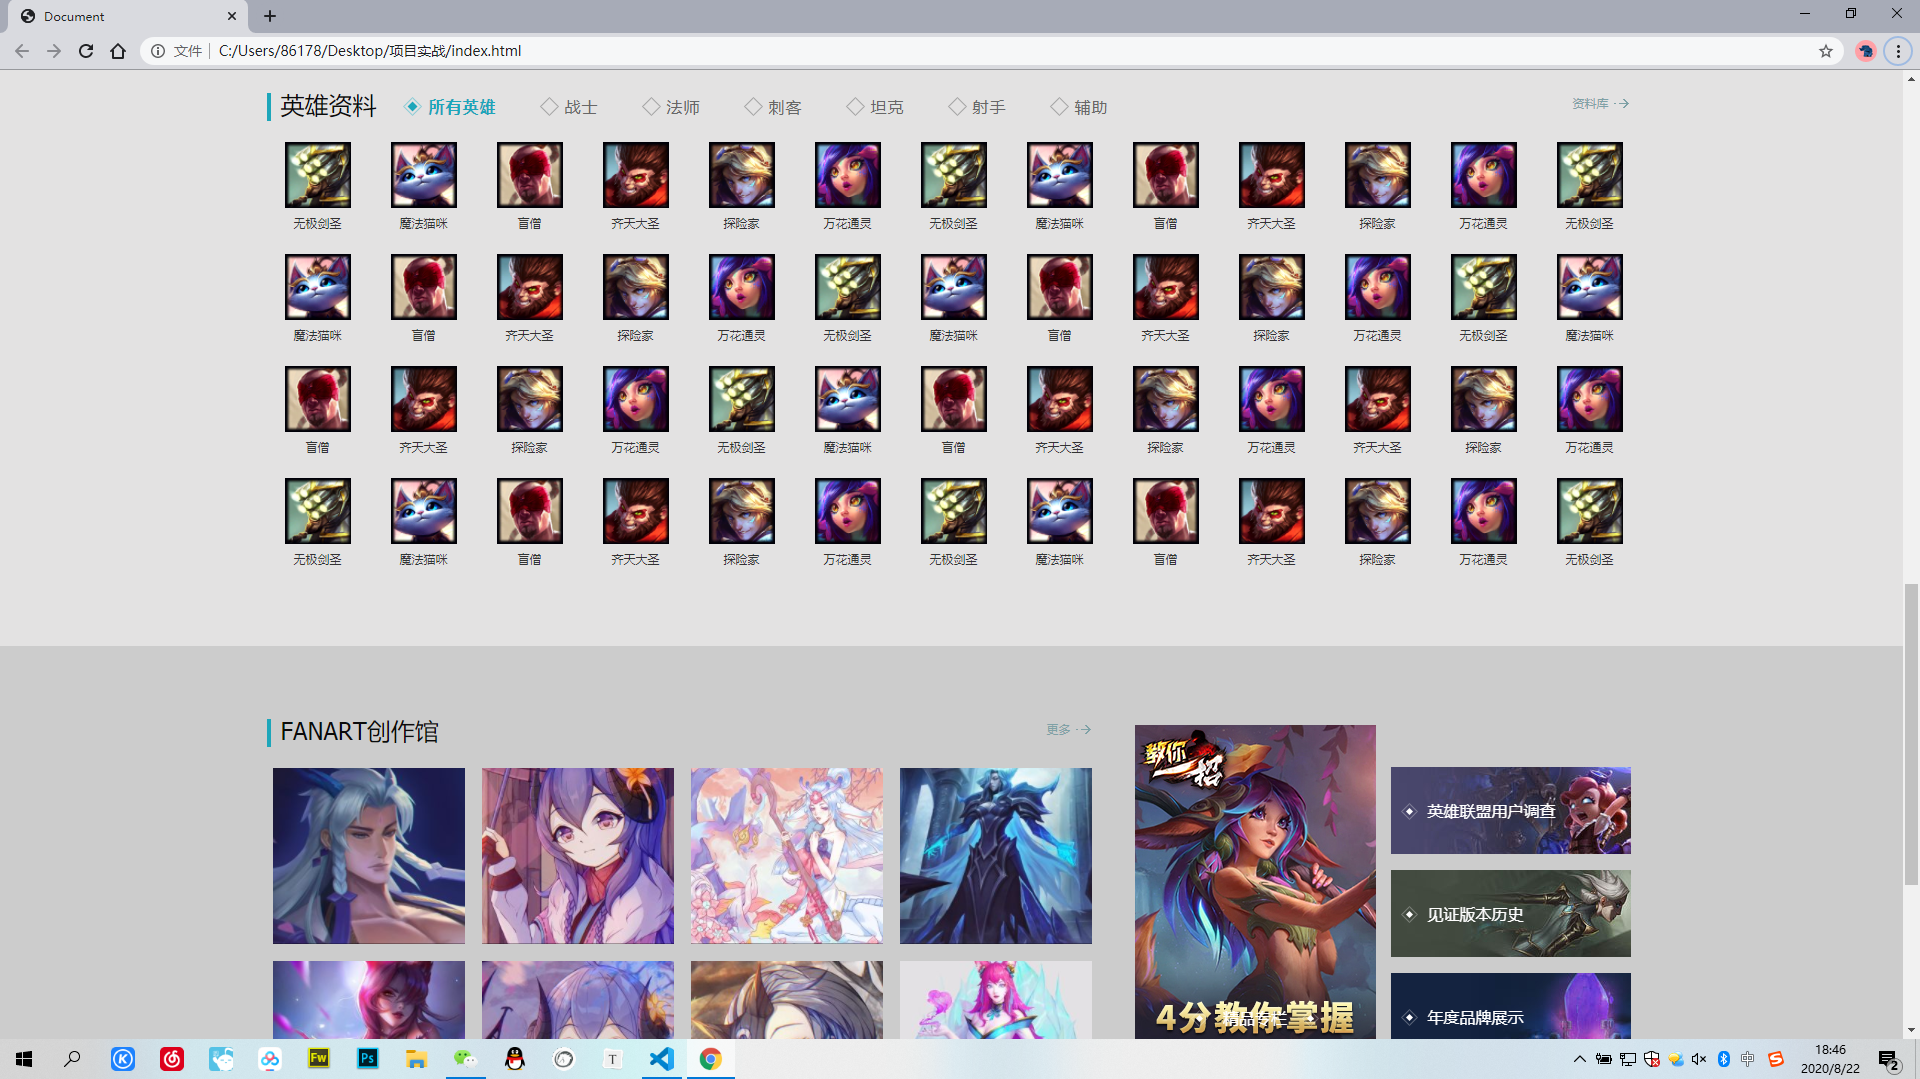 Document
文件 C:/Users/86178/Desktop/项目实战/index.html
英雄资料 所有英雄 战士 法师 刺客 坦克 射手 辅助 资料库
无极剑圣 魔法猫咪 盲僧 齐天大圣 探险家 万花通灵 无极剑圣 魔法猫咪 盲僧 齐天大圣 探险家 万花通灵 无极剑圣
魔法猫咪 盲僧 齐天大圣 探险家 万花通灵 无极剑圣 魔法猫咪 盲僧 齐天大圣 探险家 万花通灵 无极剑圣 魔法猫咪
盲僧 齐天大圣 探险家 万花通灵 无极剑圣 魔法猫咪 盲僧 齐天大圣 探险家 万花通灵 齐天大圣 探险家 万花通灵
无极剑圣 魔法猫咪 盲僧 齐天大圣 探险家 万花通灵 无极剑圣 魔法猫咪 盲僧 齐天大圣 探险家 万花通灵 无极剑圣
FANART创作馆 更多
教你
一招
4分教你掌握
精品专栏
英雄联盟用户调查
见证版本历史
年度品牌展示
Fw
Ps
T
中
18:46
2020/8/22
2